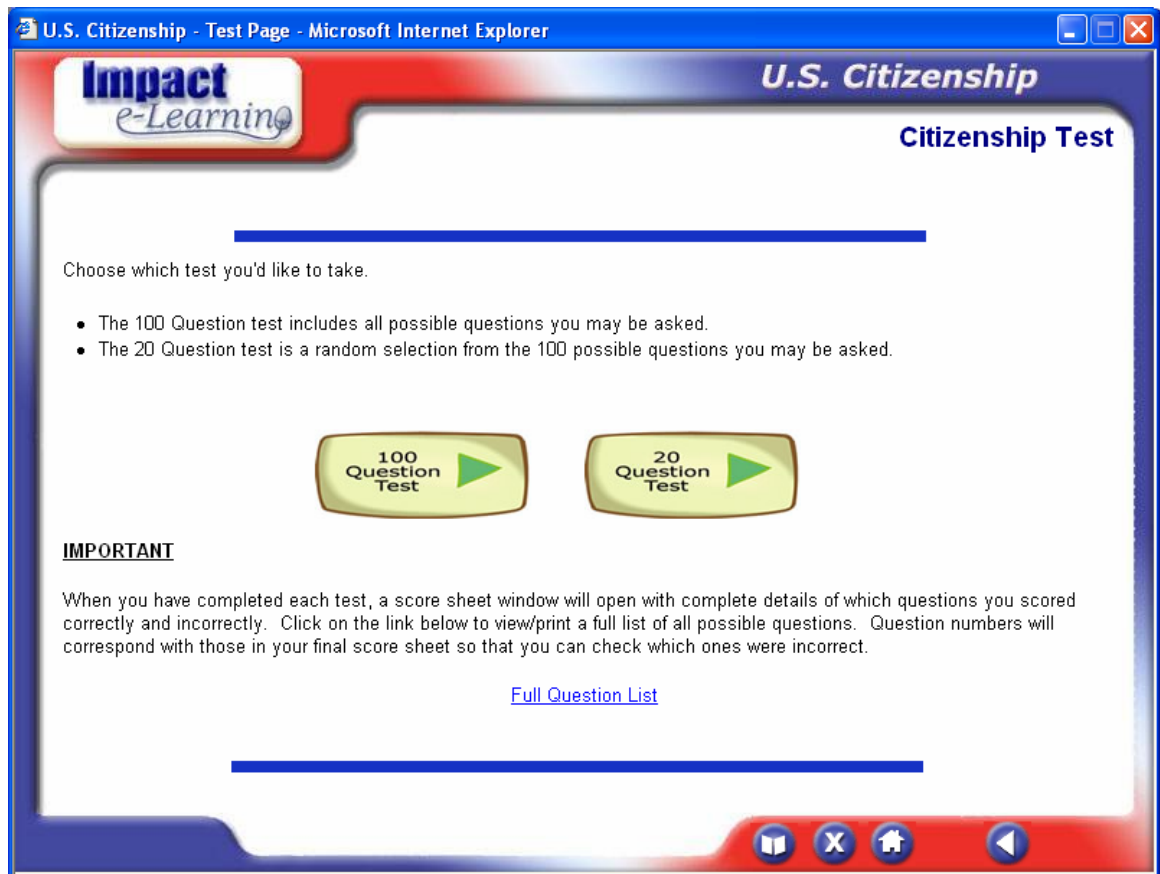 U.S. Citizenship - Test Page - Microsoft Internet Explorer
Impact
e-Learning
U.S. Citizenship
Citizenship Test
Choose which test you'd like to take.
• The 100 Question test includes all possible questions you may be asked.
• The 20 Question test is a random selection from the 100 possible questions you may be asked.
100
Question
Test
20
Question
Test
IMPORTANT
When you have completed each test, a score sheet window will open with complete details of which questions you scored
correctly and incorrectly. Click on the link below to view/print a full list of all possible questions. Question numbers will
correspond with those in your final score sheet so that you can check which ones were incorrect.
Full Question List